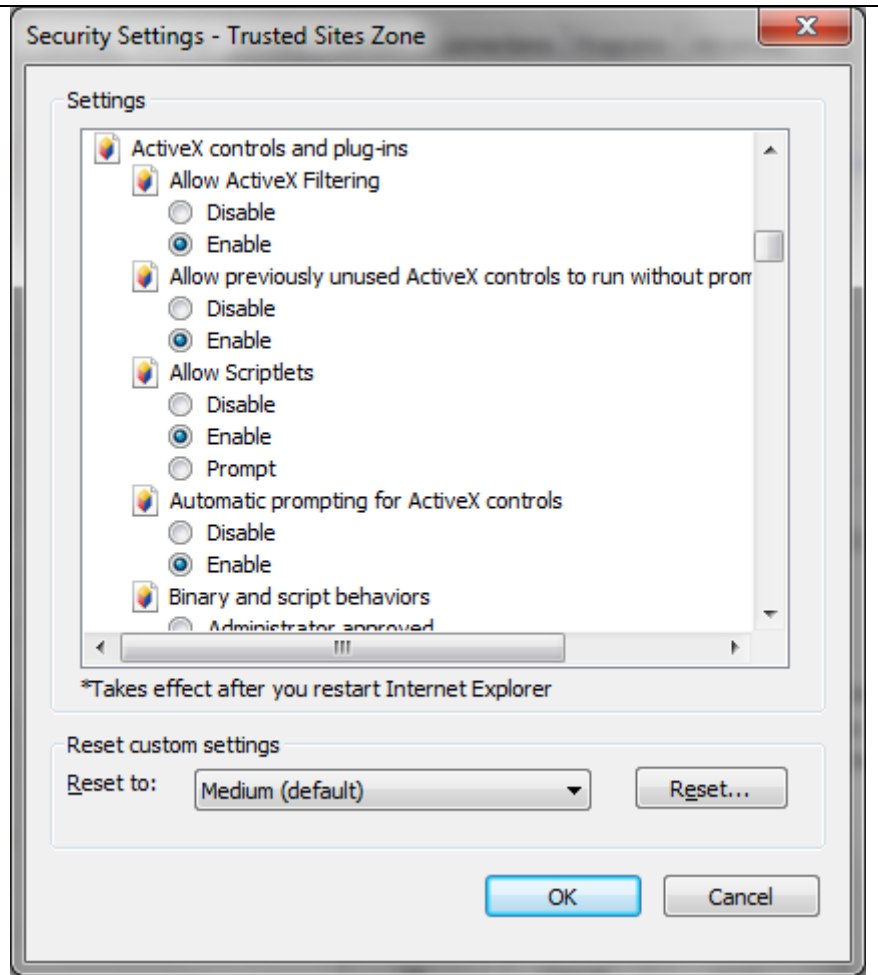 Security Settings - Trusted Sites Zone
Settings
ActiveX controls and plug-ins
Allow ActiveX Filtering
Disable
Enable
Allow previously unused ActiveX controls to run without prom
Disable
Enable
Allow Scriptlets
Disable
Enable
Prompt
Automatic prompting for ActiveX controls
Disable
Enable
Binary and script behaviors
Administrator approved
*Takes effect after you restart Internet Explorer
Reset custom settings
Reset to: Medium (default) Reset...
OK Cancel